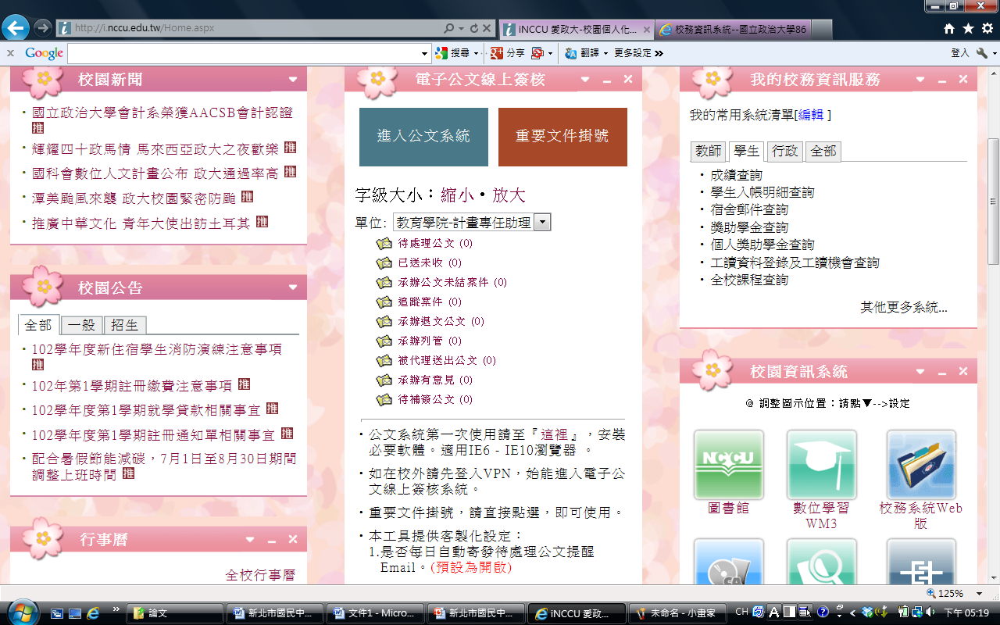 http://i.nccu.edu.tw/Home.aspx
iNCCU 愛政大-校園個人化...
校務資訊系統--國立政治大學86
x Google
搜尋
分享
翻譯
更多設定 »
登入
校園新聞
國立政治大學會計系榮獲AACSB會計認證
推
輝耀四十政馬情 馬來西亞政大之夜歡樂 推
國科會數位人文計畫公布 政大通過率高 推
潭美颱風來襲 政大校園緊密防颱 推
推廣中華文化 青年大使出訪土耳其 推
校園公告
全部 一般 招生
102學年度新住宿學生消防演練注意事項
推
102年第1學期註冊繳費注意事項 推
102學年度第1學期就學貸款相關事宜 推
102學年度第1學期註冊通知單相關事宜 推
配合暑假節能減碳，7月1日至8月30日期間
調整上班時間 推
行事曆
全校行事曆
電子公文線上簽核
進入公文系統
重要文件掛號
字級大小：縮小•放大
單位: 教育學院-計畫專任助理
待處理公文 (0)
已送未收 (0)
承辦公文未結案件 (0)
追蹤案件 (0)
承辦退文公文 (0)
承辦列管 (0)
被代理送出公文 (0)
承辦有意見 (0)
待補簽公文 (0)
公文系統第一次使用請至『這裡』，安裝
必要軟體。適用IE6 - IE10瀏覽器 。
如在校外請先登入VPN，始能進入電子公
文線上簽核系統。
重要文件掛號，請直接點選，即可使用。
本工具提供客製化設定：
1.是否每日自動寄發待處理公文提醒
Email。(預設為開啟)
我的校務資訊服務
我的常用系統清單[編輯 ]
教師 學生 行政 全部
成績查詢
學生入帳明細查詢
宿舍郵件查詢
獎助學金查詢
個人獎助學金查詢
工讀資料登錄及工讀機會查詢
全校課程查詢
其他更多系統...
校園資訊系統
@ 調整圖示位置：請點▼-->設定
NCCU
圖書館
數位學習
WM3
校務系統Web
版
CA
125%
論文
新北市國民中...
文件1 - Micro...
新北市國民中...
iNCCU 愛政...
未命名 - 小畫家
CH
A
下午 05:19